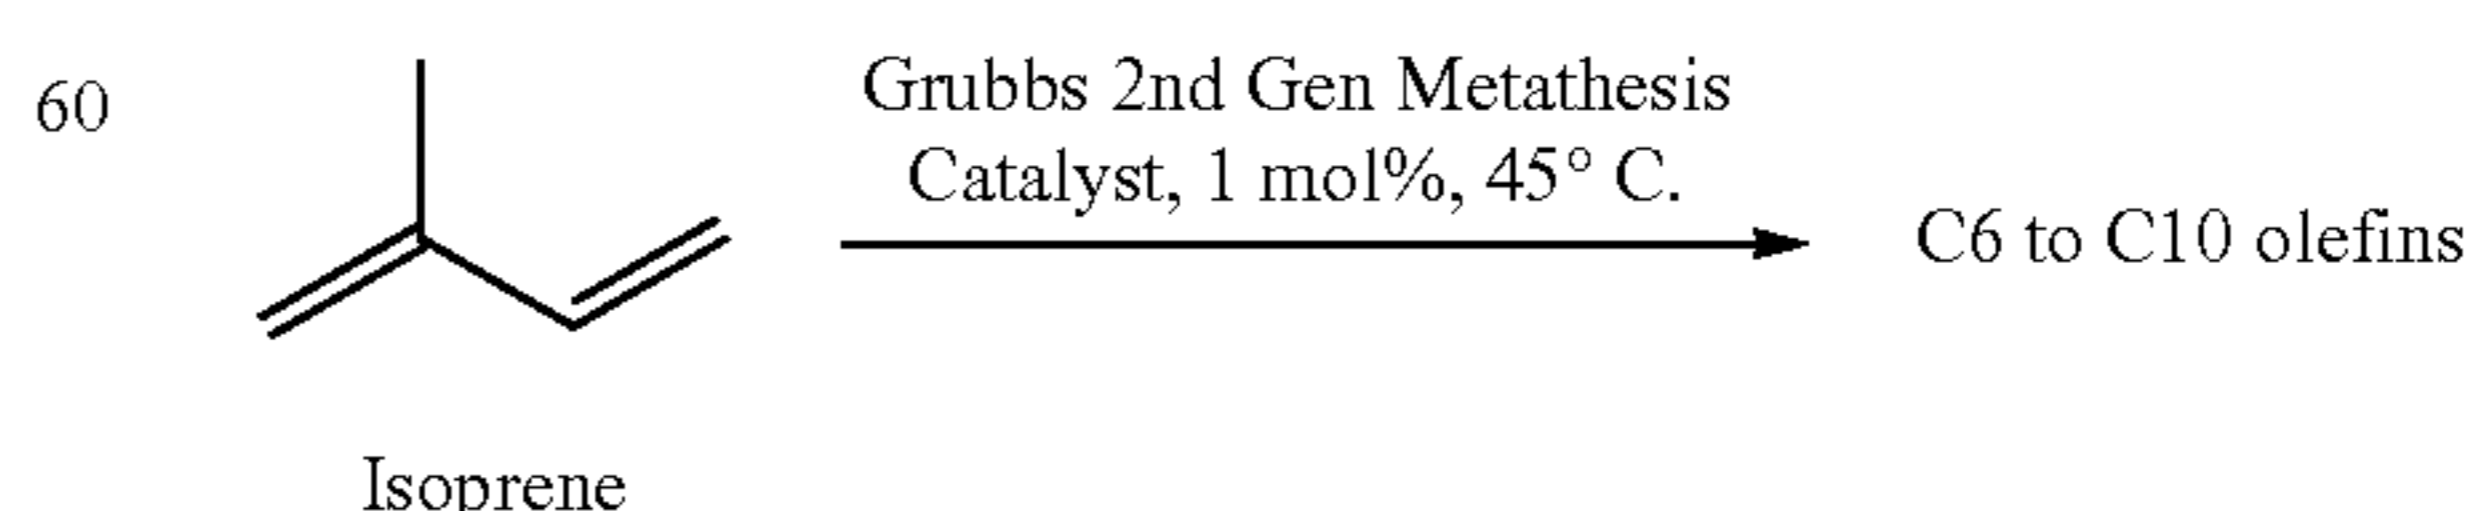 60
Grubbs 2nd Gen Metathesis
Catalyst, 1 mol%, 45° C.
C6 to C10 olefins
Isoprene